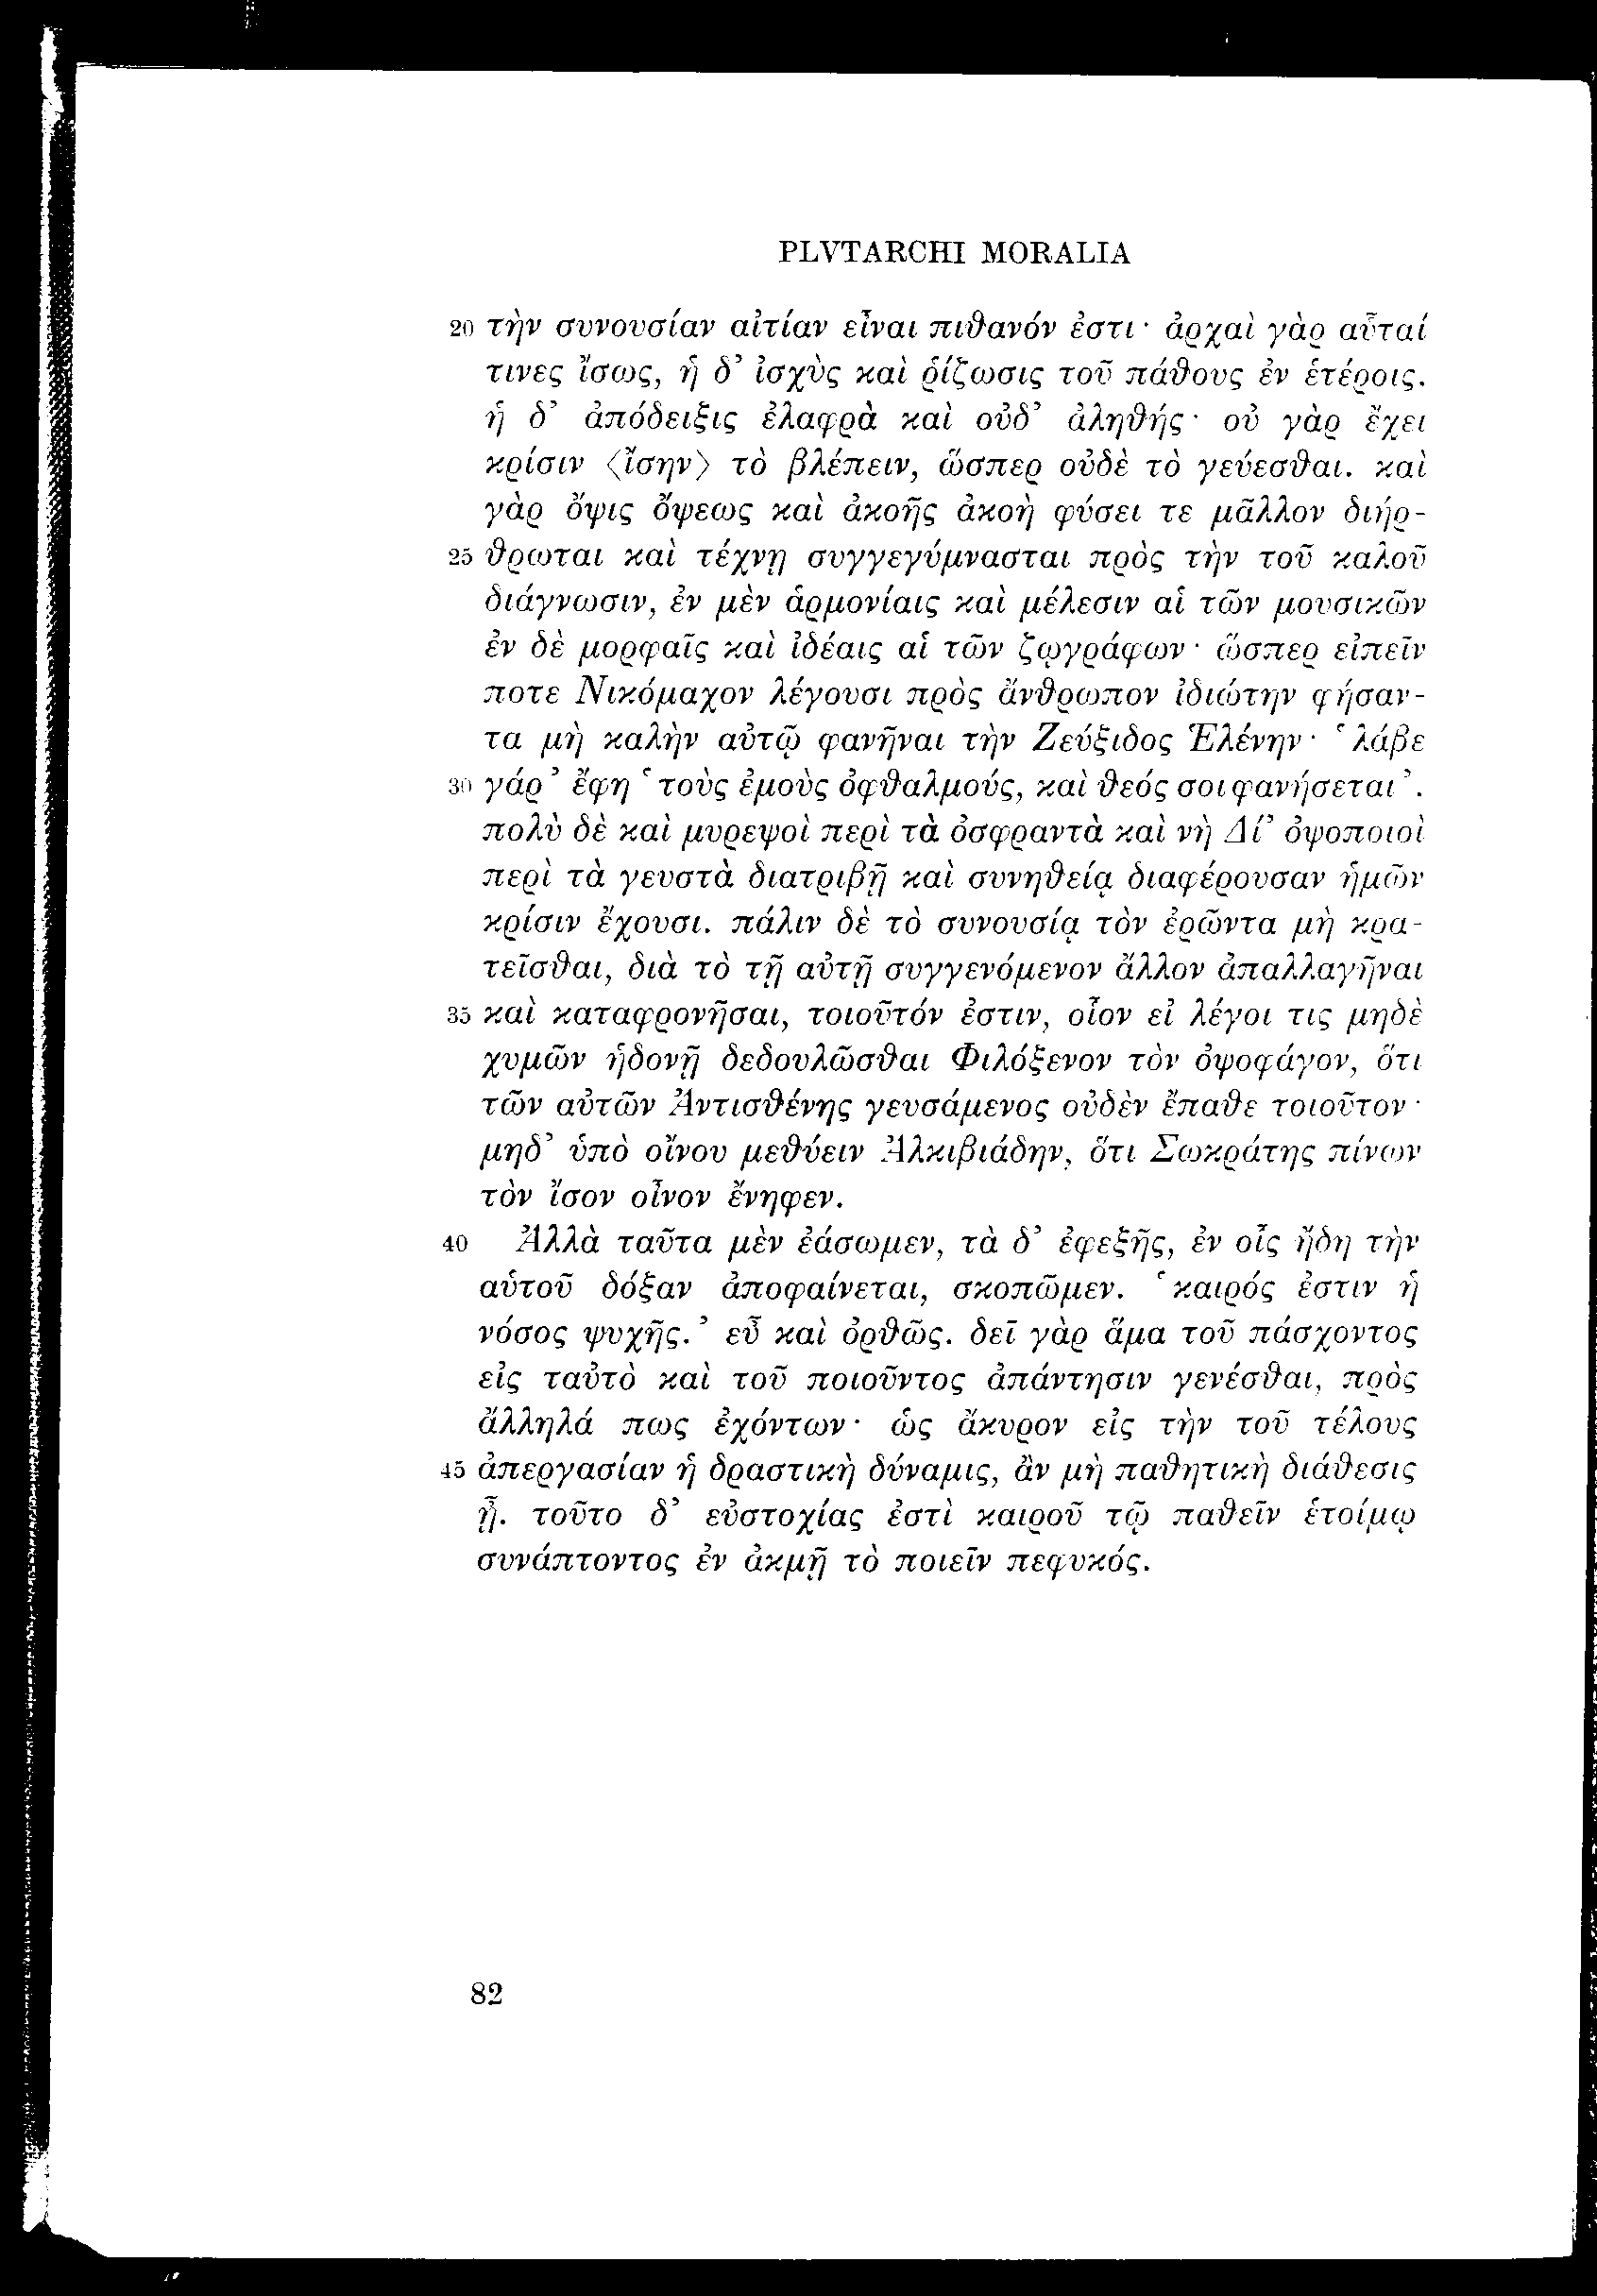 PLVTARCHI MORALIA
20 τὴν συνουσίαν αἰτίαν εἶναι πιθανόν ἐστι· ἀρχαὶ γὰρ αὗταί
τινες ἴσως, ἡ δ’ ἰσχὺς καὶ ῥίζωσις τοῦ πάθους ἐν ἑτέροις.
ἡ δ’ ἀπόδειξις ἐλαφρὰ καὶ οὐδ’ ἀληθής· οὐ γὰρ ἔχει
κρίσιν ⟨ἴσην⟩ τὸ βλέπειν, ὥσπερ οὐδὲ τὸ γεύεσθαι. καὶ
γὰρ ὄψις ὄψεως καὶ ἀκοῆς ἀκοὴ φύσει τε μᾶλλον διήρ-
25 θρωται καὶ τέχνῃ συγγεγύμνασται πρὸς τὴν τοῦ καλοῦ
διάγνωσιν, ἐν μὲν ἁρμονίαις καὶ μέλεσιν αἱ τῶν μουσικῶν
ἐν δὲ μορφαῖς καὶ ἰδέαις αἱ τῶν ζῳγράφων· ὥσπερ εἰπεῖν
ποτε Νικόμαχον λέγουσι πρὸς ἄνθρωπον ἰδιώτην φήσαν-
τα μὴ καλὴν αὐτῷ φανῆναι τὴν Ζεύξιδος Ἑλένην· ‘λάβε
30 γάρ’ ἔφη ‘τοὺς ἐμοὺς ὀφθαλμούς, καὶ θεός σοι φανήσεται’.
πολὺ δὲ καὶ μυρεψοὶ περὶ τὰ ὀσφραντὰ καὶ νὴ Δί’ ὀψοποιοὶ
περὶ τὰ γευστὰ διατριβῇ καὶ συνηθείᾳ διαφέρουσαν ἡμῶν
κρίσιν ἔχουσι. πάλιν δὲ τὸ συνουσίᾳ τὸν ἐρῶντα μὴ κρα-
τεῖσθαι, διὰ τὸ τῇ αὐτῇ συγγενόμενον ἄλλον ἀπαλλαγῆναι
35 καὶ καταφρονῆσαι, τοιοῦτόν ἐστιν, οἷον εἰ λέγοι τις μηδὲ
χυμῶν ἡδονῇ δεδουλῶσθαι Φιλόξενον τὸν ὀψοφάγον, ὅτι
τῶν αὐτῶν Ἀντισθένης γευσάμενος οὐδὲν ἔπαθε τοιοῦτον·
μηδ’ ὑπὸ οἴνου μεθύειν Ἀλκιβιάδην, ὅτι Σωκράτης πίνων
τὸν ἴσον οἶνον ἔνηφεν.
40 Ἀλλὰ ταῦτα μὲν ἐάσωμεν, τὰ δ’ ἐφεξῆς, ἐν οἷς ἤδη τὴν
αὑτοῦ δόξαν ἀποφαίνεται, σκοπῶμεν. ‘καιρός ἐστιν ἡ
νόσος ψυχῆς.’ εὖ καὶ ὀρθῶς. δεῖ γὰρ ἅμα τοῦ πάσχοντος
εἰς ταὐτὸ καὶ τοῦ ποιοῦντος ἀπάντησιν γενέσθαι, πρὸς
ἄλληλά πως ἐχόντων· ὡς ἄκυρον εἰς τὴν τοῦ τέλους
45 ἀπεργασίαν ἡ δραστικὴ δύναμις, ἂν μὴ παθητικὴ διάθεσις
ᾖ. τοῦτο δ’ εὐστοχίας ἐστὶ καιροῦ τῷ παθεῖν ἑτοίμῳ
συνάπτοντος ἐν ἀκμῇ τὸ ποιεῖν πεφυκός.
82